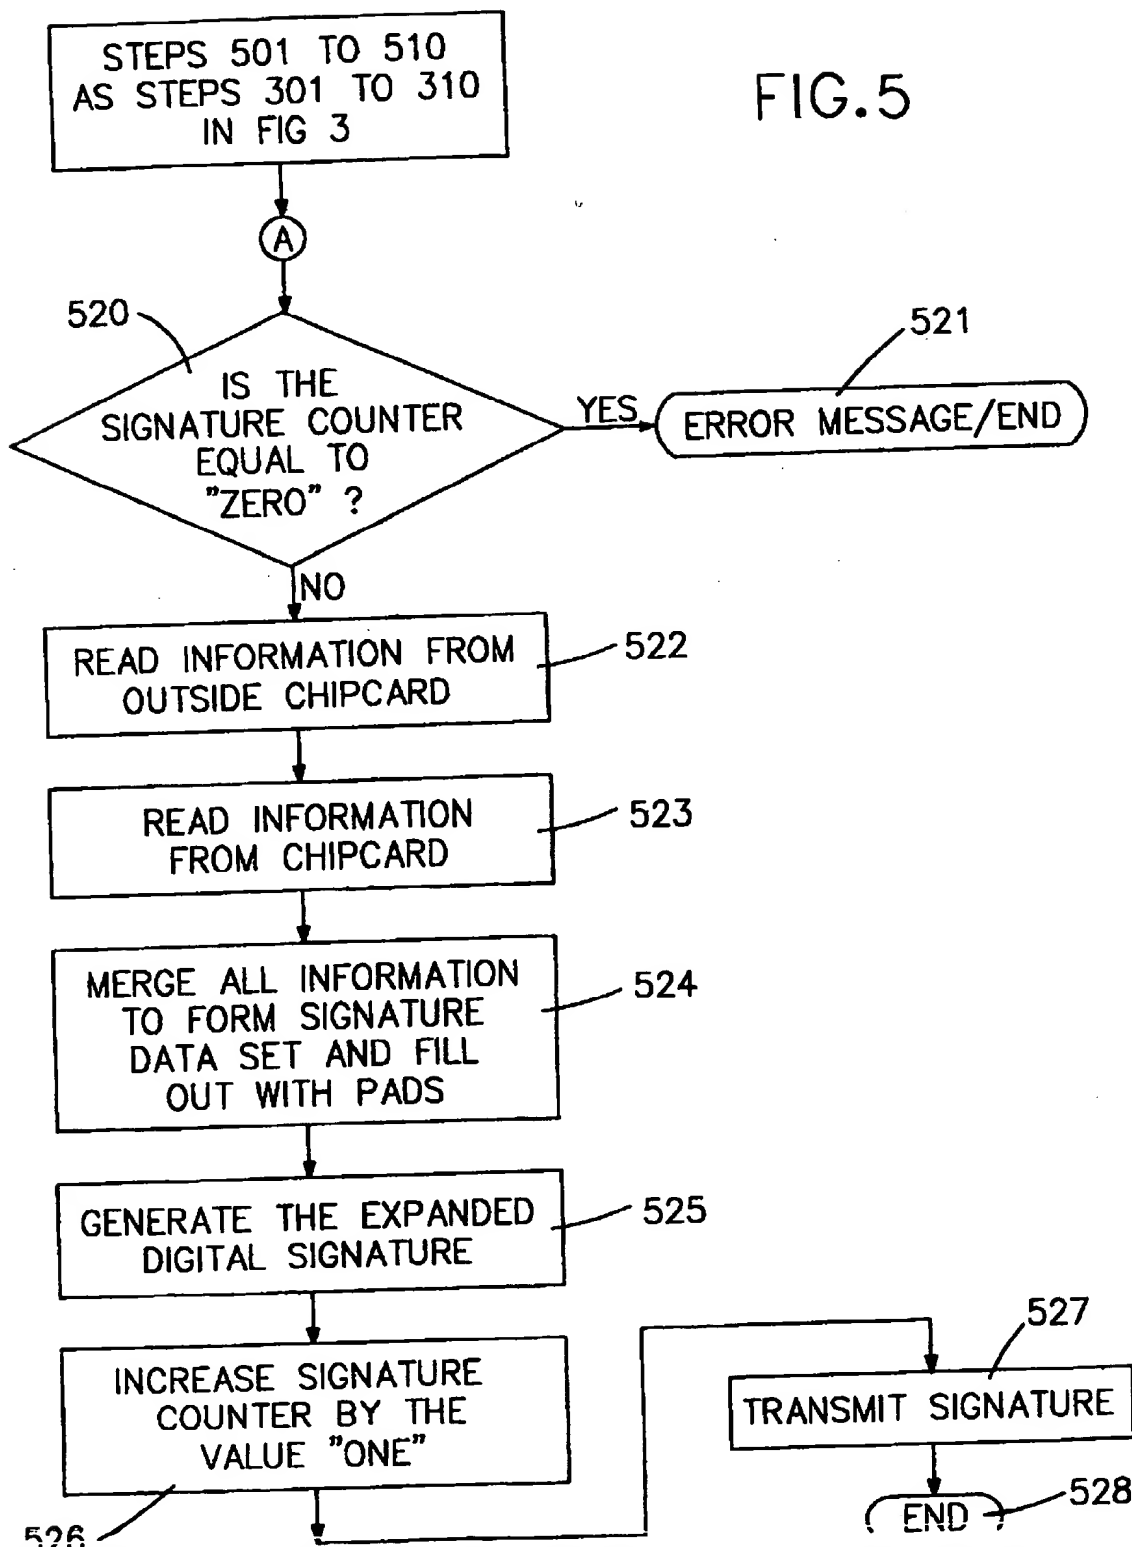 STEPS 501 TO 510
AS STEPS 301 TO 310
IN FIG 3
FIG.5
A
520
IS THE
SIGNATURE COUNTER
EQUAL TO
"ZERO" ?
YES
521
ERROR MESSAGE/END
NO
READ INFORMATION FROM
OUTSIDE CHIPCARD
522
READ INFORMATION
FROM CHIPCARD
523
MERGE ALL INFORMATION
TO FORM SIGNATURE
DATA SET AND FILL
OUT WITH PADS
524
GENERATE THE EXPANDED
DIGITAL SIGNATURE
525
INCREASE SIGNATURE
COUNTER BY THE
VALUE "ONE"
526
527
TRANSMIT SIGNATURE
END
528